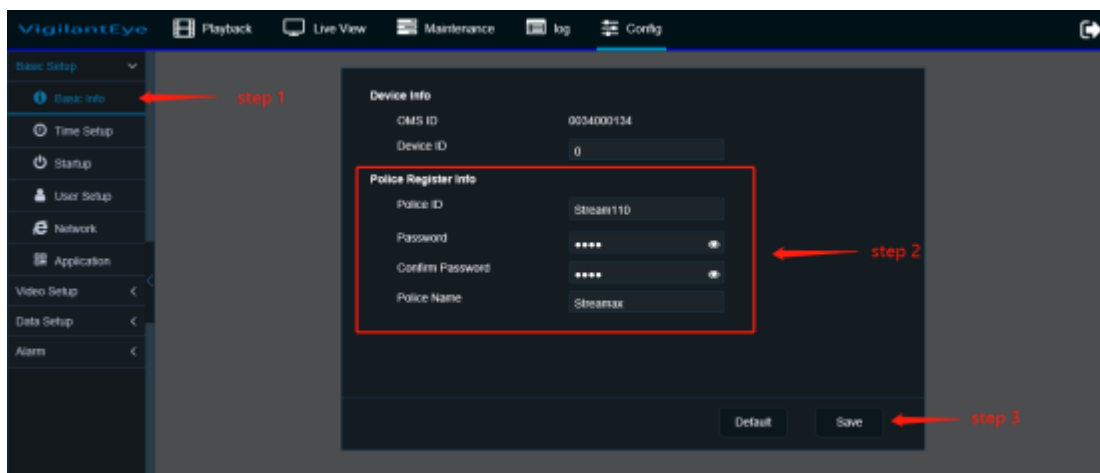 VigilantEye Playback Live View Maintenance log Config
Basic Setup
Basic Info
step 1
Time Setup
Startup
User Setup
Network
Application
Video Setup
Data Setup
Alarm
Device Info
OMS ID 0034000134
Device ID 0
Police Register Info
Police ID Stream110
Password ••••
Confirm Password ••••
Police Name Streamax
step 2
Default Save
step 3